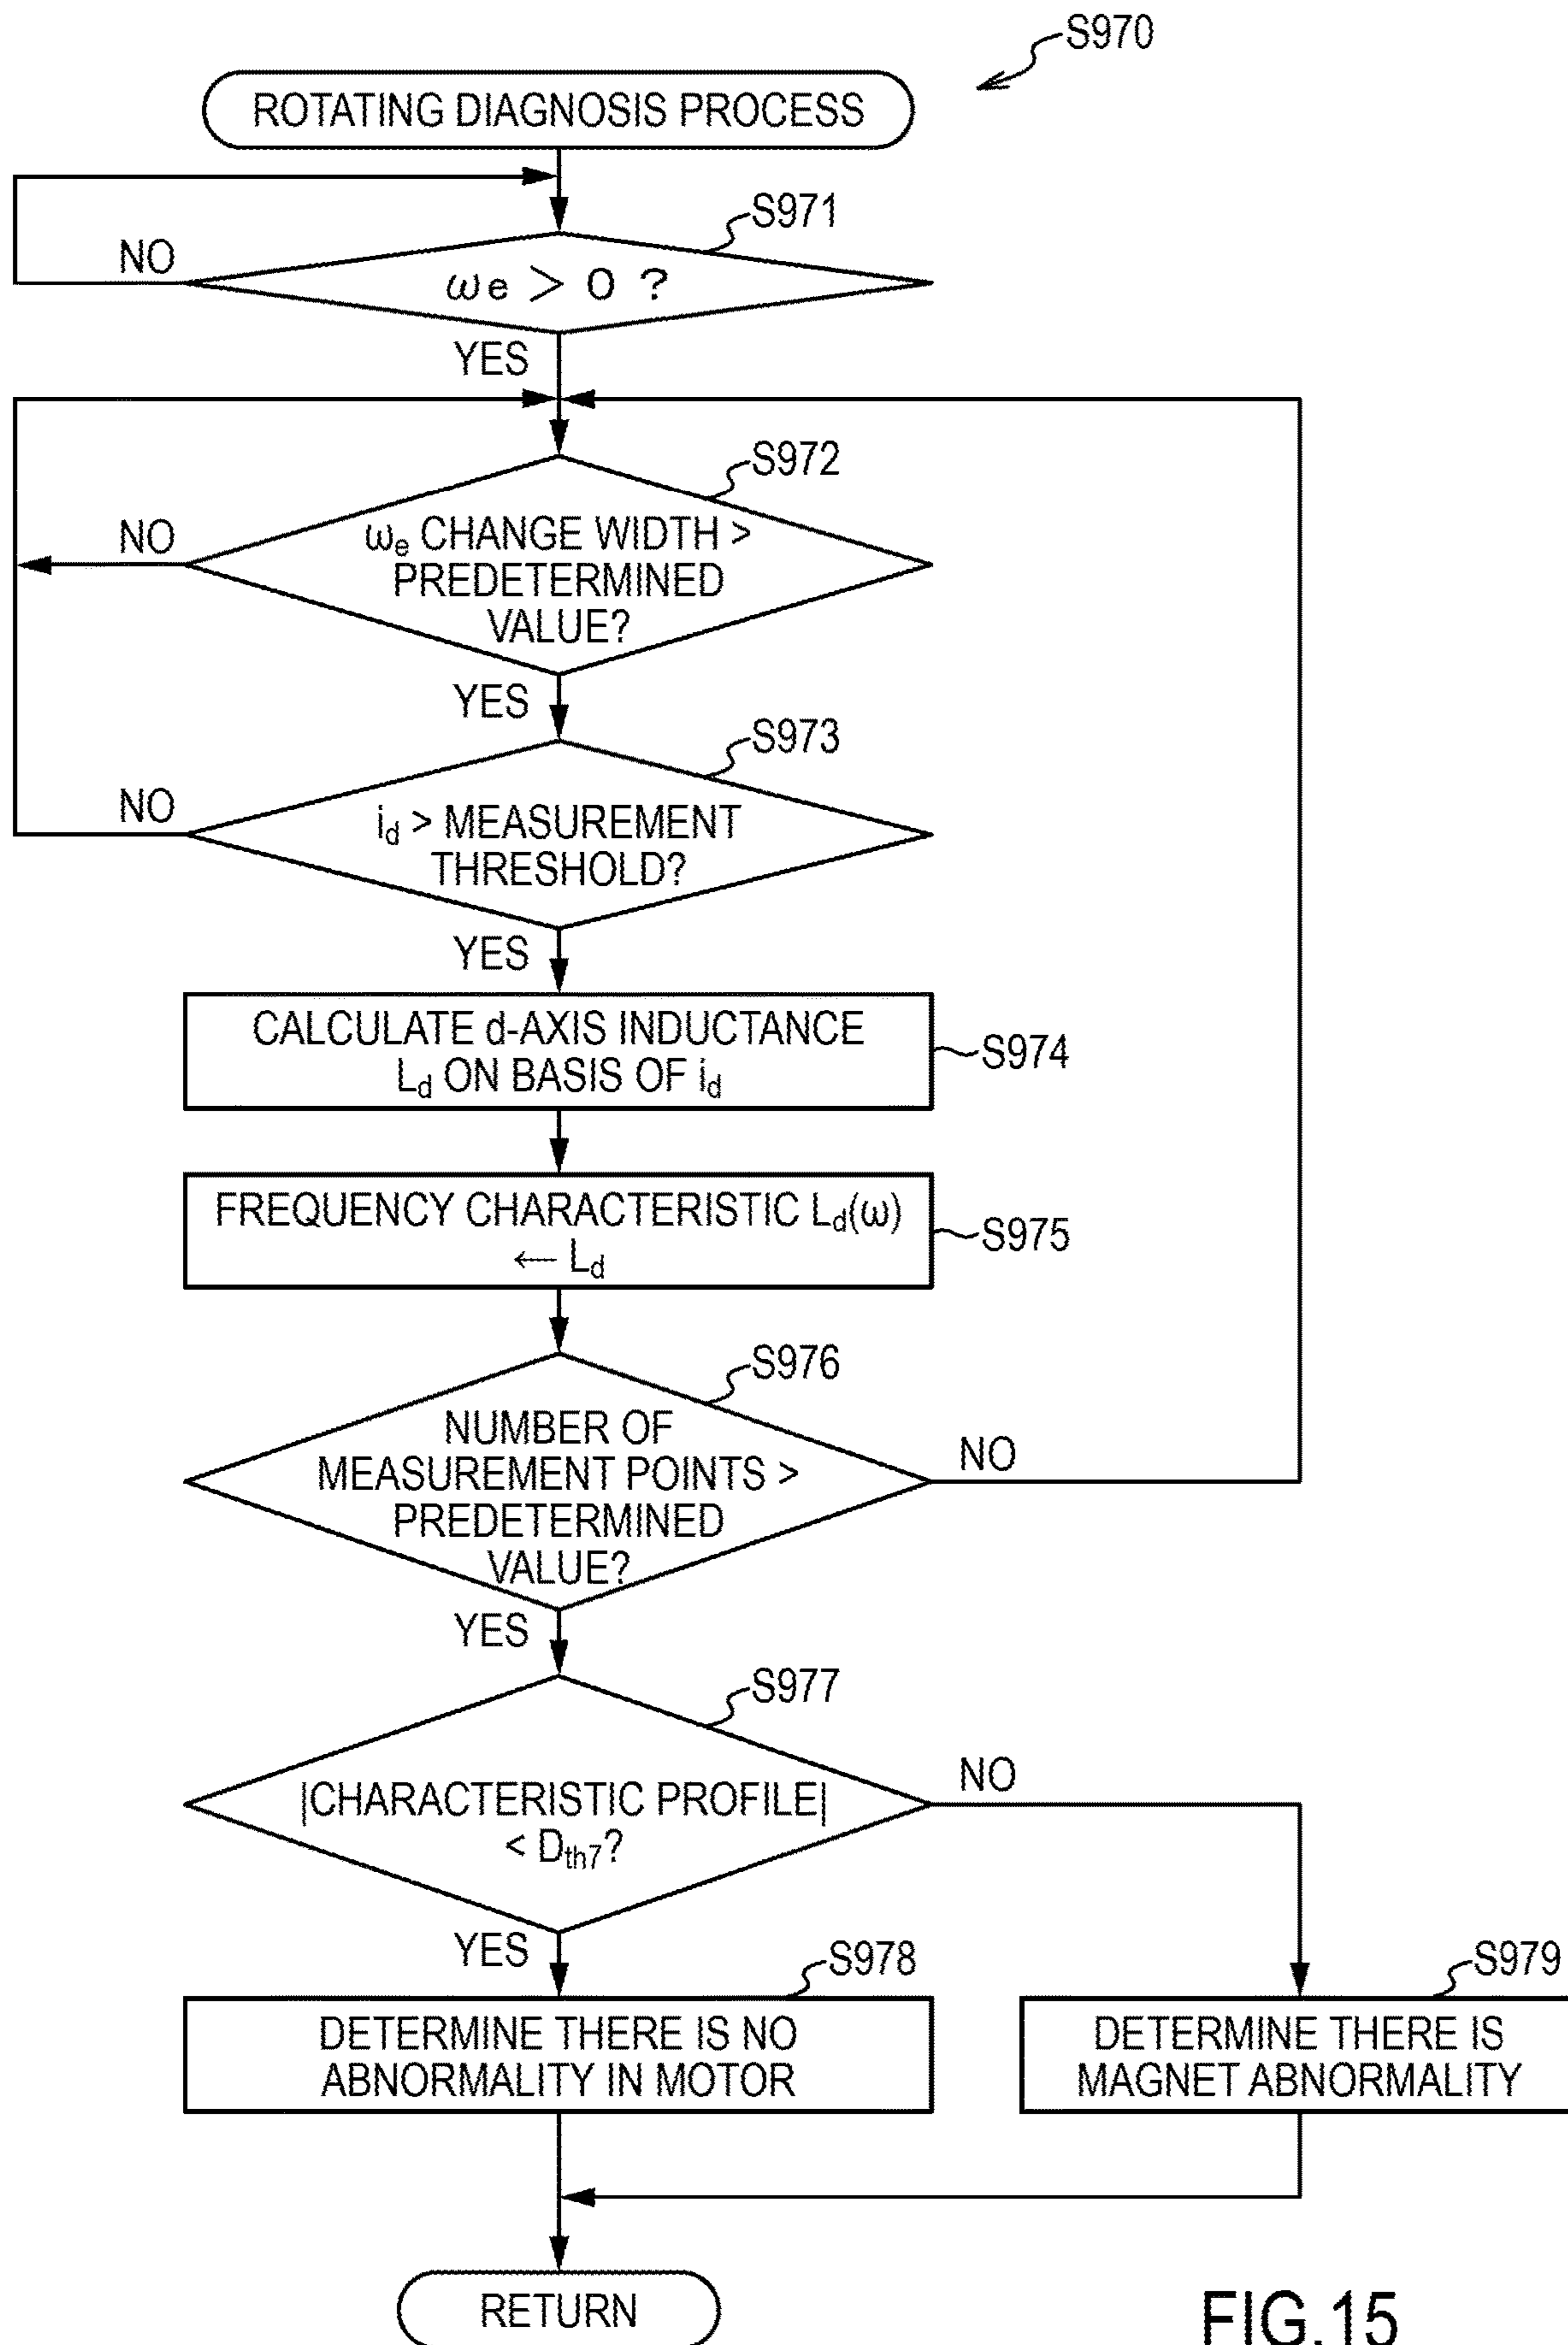 S970
ROTATING DIAGNOSIS PROCESS
S971
NO
ωe > 0 ?
YES
S972
NO
ωe CHANGE WIDTH >
PREDETERMINED
VALUE?
YES
S973
NO
id > MEASUREMENT
THRESHOLD?
YES
CALCULATE d-AXIS INDUCTANCE
Ld ON BASIS OF id
S974
FREQUENCY CHARACTERISTIC Ld(ω)
← Ld
S975
S976
NUMBER OF
MEASUREMENT POINTS >
PREDETERMINED
VALUE?
NO
YES
S977
|CHARACTERISTIC PROFILE|
< Dth7?
NO
YES
S978
S979
DETERMINE THERE IS NO
ABNORMALITY IN MOTOR
DETERMINE THERE IS
MAGNET ABNORMALITY
RETURN
FIG.15